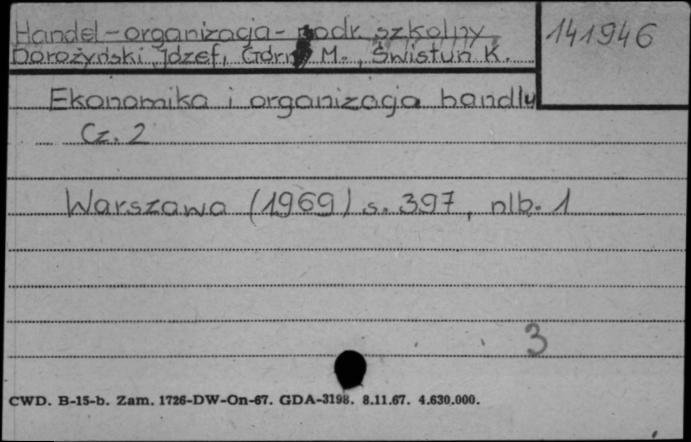 Handel-organizacja-podr. szkolny
141946
Dorożyński Józef, Górny M., Świstun K.
Ekonomika i organizacja handlu
Cz. 2
Warszawa (1969) s. 397, nlb. 1
3
CWD. B-15-b. Zam. 1726-DW-On-67. GDA-3198. 8.11.67. 4.630.000.